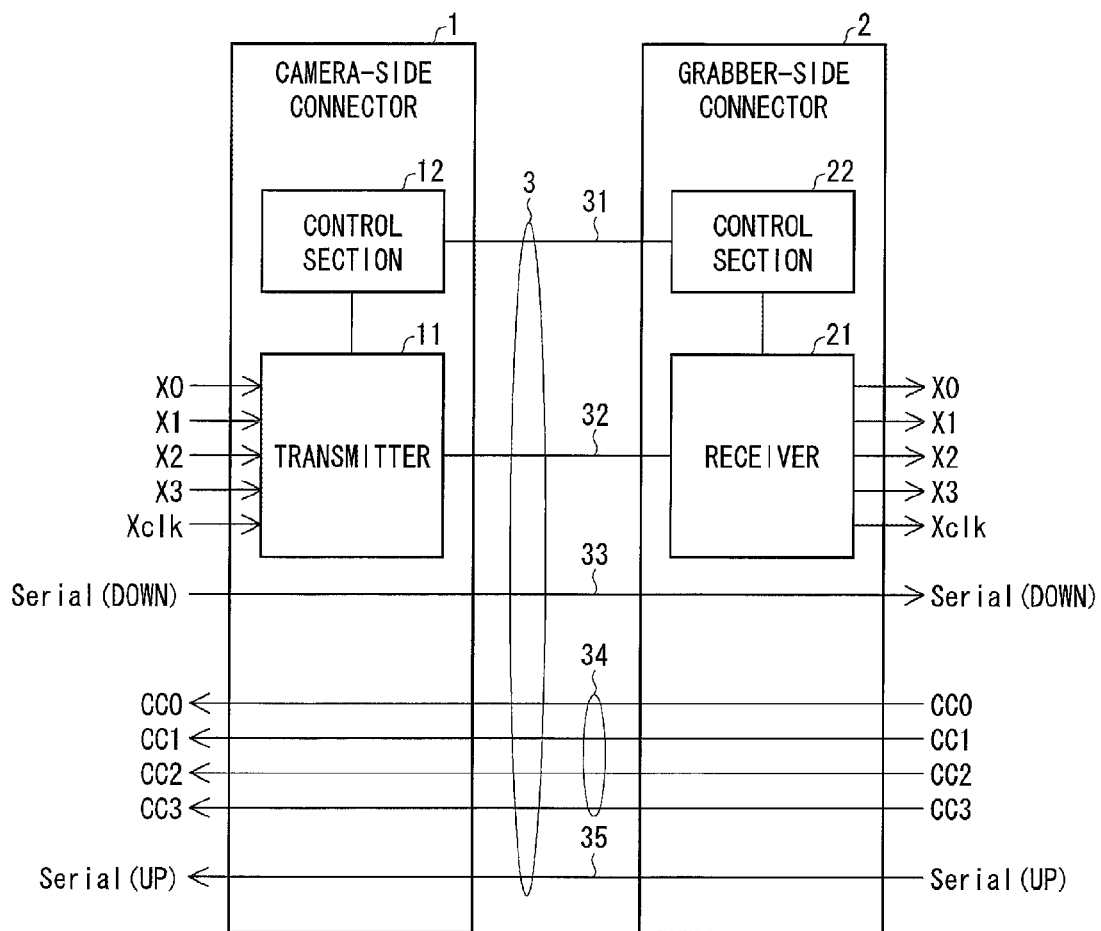 1
2
CAMERA-SIDE
CONNECTOR
GRABBER-SIDE
CONNECTOR
12
3
31
22
CONTROL
SECTION
CONTROL
SECTION
11
21
X0
X1
X2
X3
Xclk
TRANSMITTER
32
RECEIVER
X0
X1
X2
X3
Xclk
33
Serial(DOWN)
Serial(DOWN)
34
CC0
CC0
CC1
CC1
CC2
CC2
CC3
CC3
35
Serial(UP)
Serial(UP)